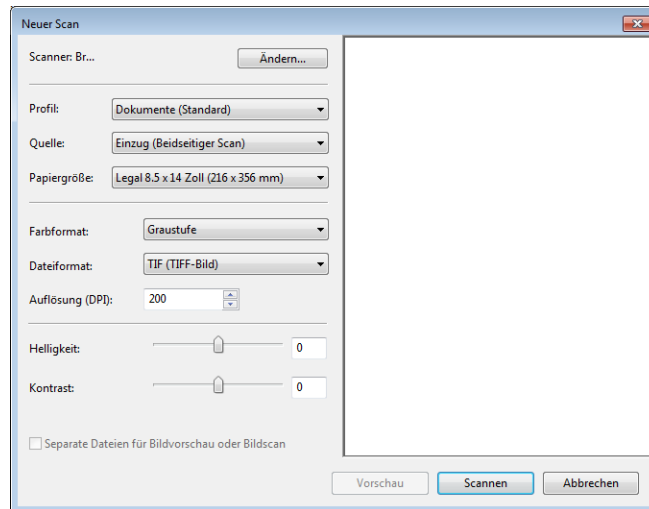 Neuer Scan
Scanner: Br...
Ändern...
Profil:
Dokumente (Standard)
Quelle:
Einzug (Beidseitiger Scan)
Papiergröße:
Legal 8.5 x 14 Zoll (216 x 356 mm)
Farbformat:
Graustufe
Dateiformat:
TIF (TIFF-Bild)
Auflösung (DPI):
200
Helligkeit:
0
Kontrast:
0
Separate Dateien für Bildvorschau oder Bildscan
Vorschau
Scannen
Abbrechen